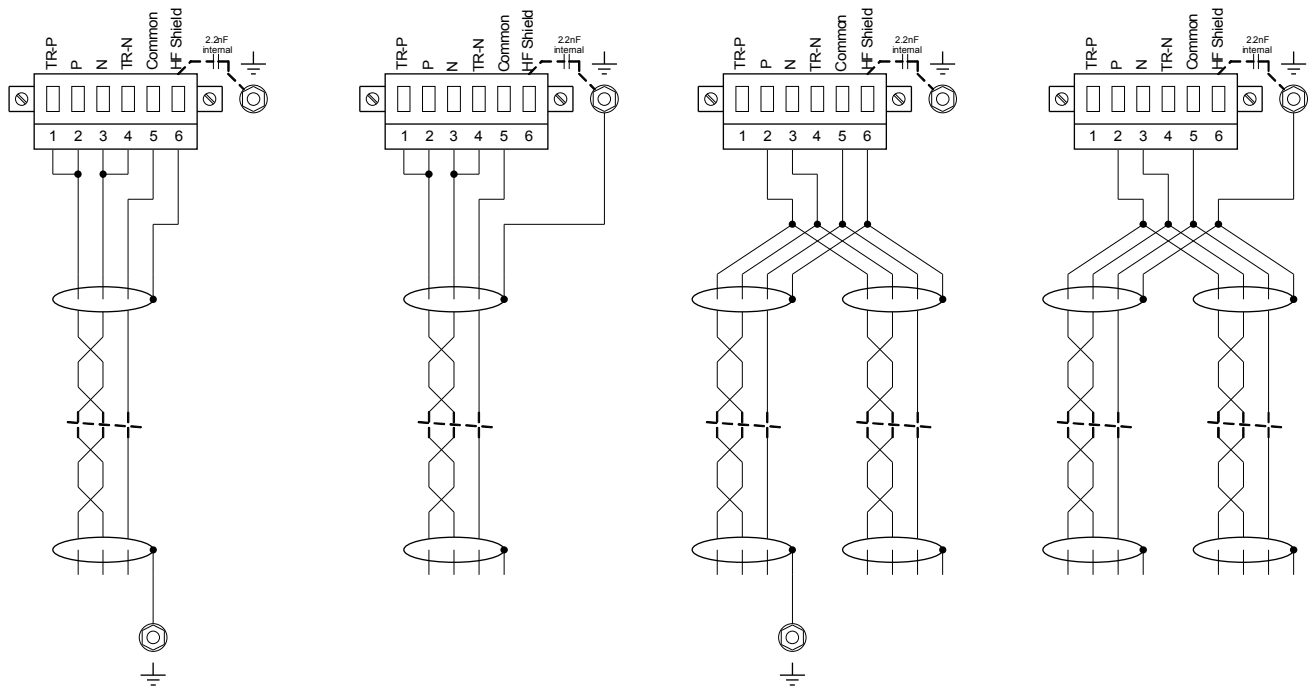 TR-P
P
N
TR-N
Common
HF Shield
2.2nF
internal
1 2 3 4 5 6
TR-P
P
N
TR-N
Common
HF Shield
2.2nF
internal
1 2 3 4 5 6
TR-P
P
N
TR-N
Common
HF Shield
2.2nF
internal
1 2 3 4 5 6
TR-P
P
N
TR-N
Common
HF Shield
2.2nF
internal
1 2 3 4 5 6